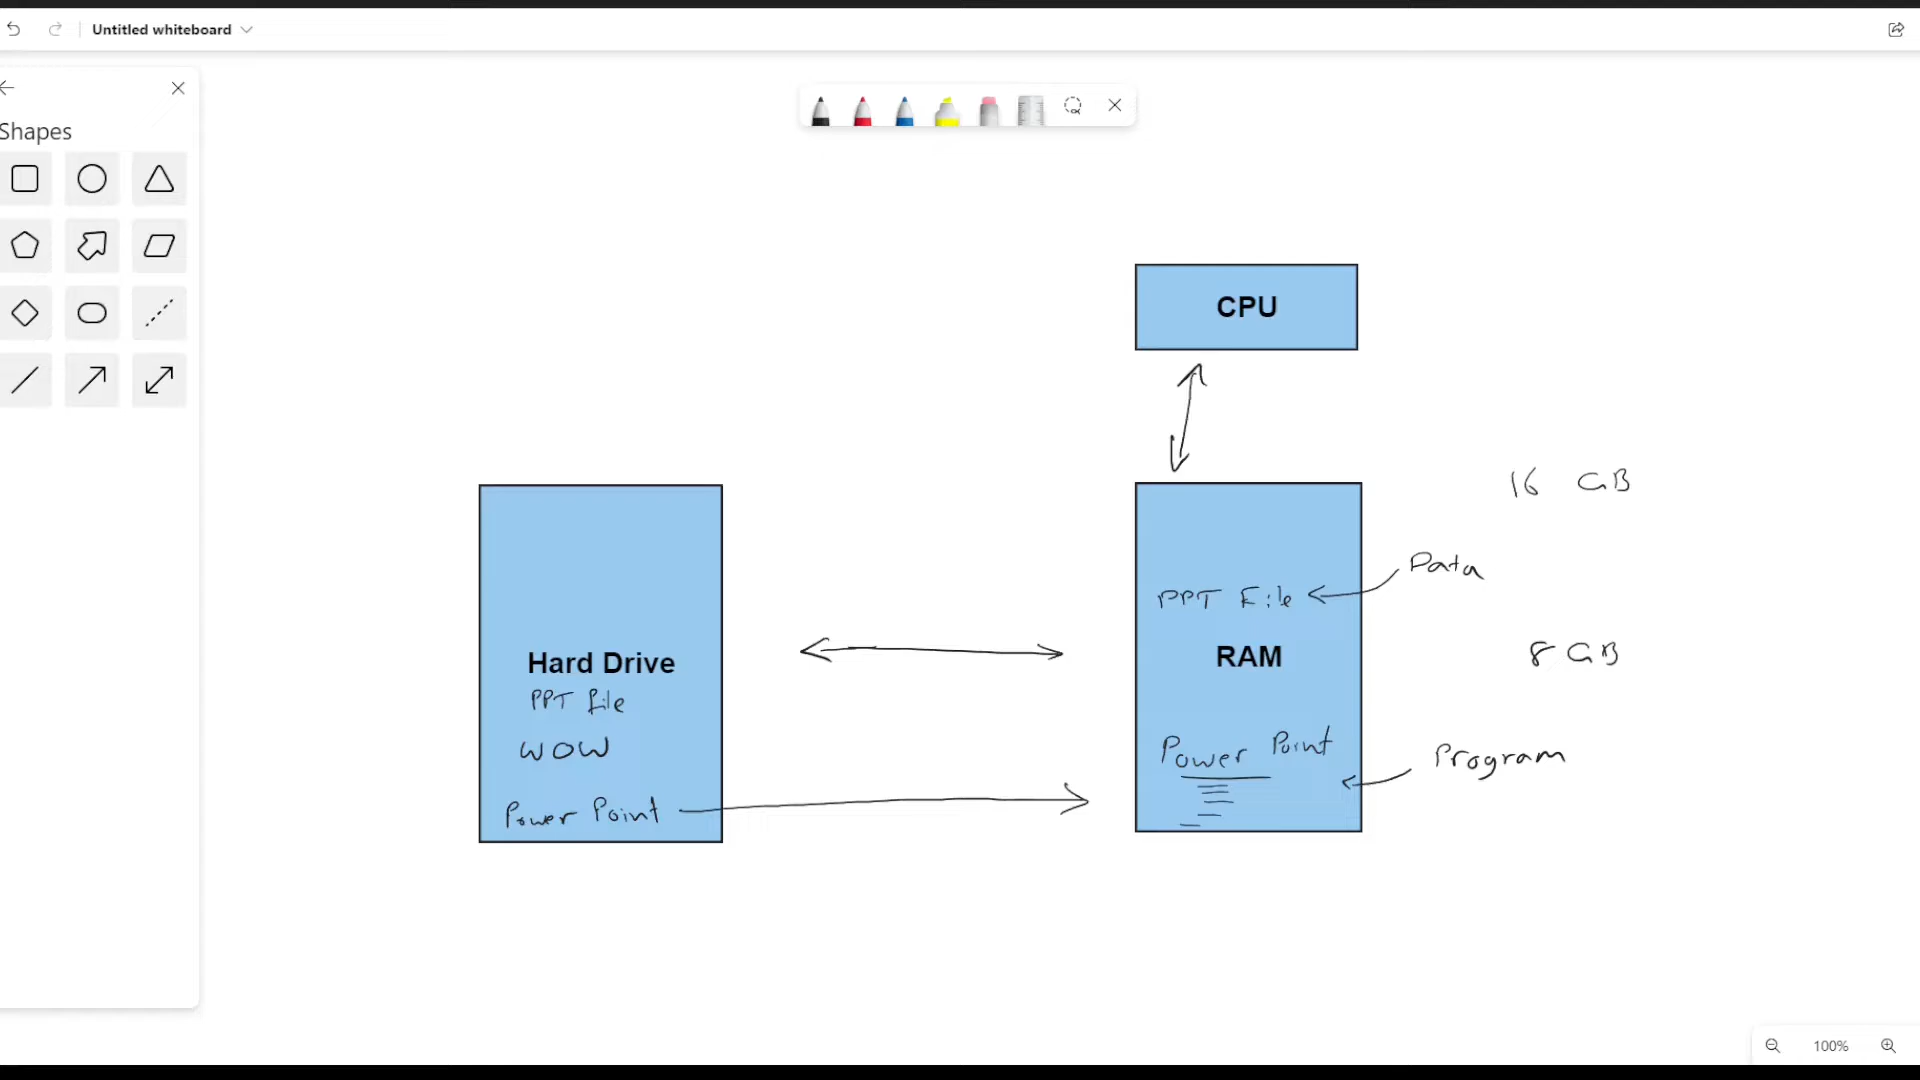 Untitled whiteboard
Shapes
CPU
16 GB
Data
PPT File
Hard Drive
RAM
8 GB
PPT file
WOW
Power Point
Program
Power Point
100%